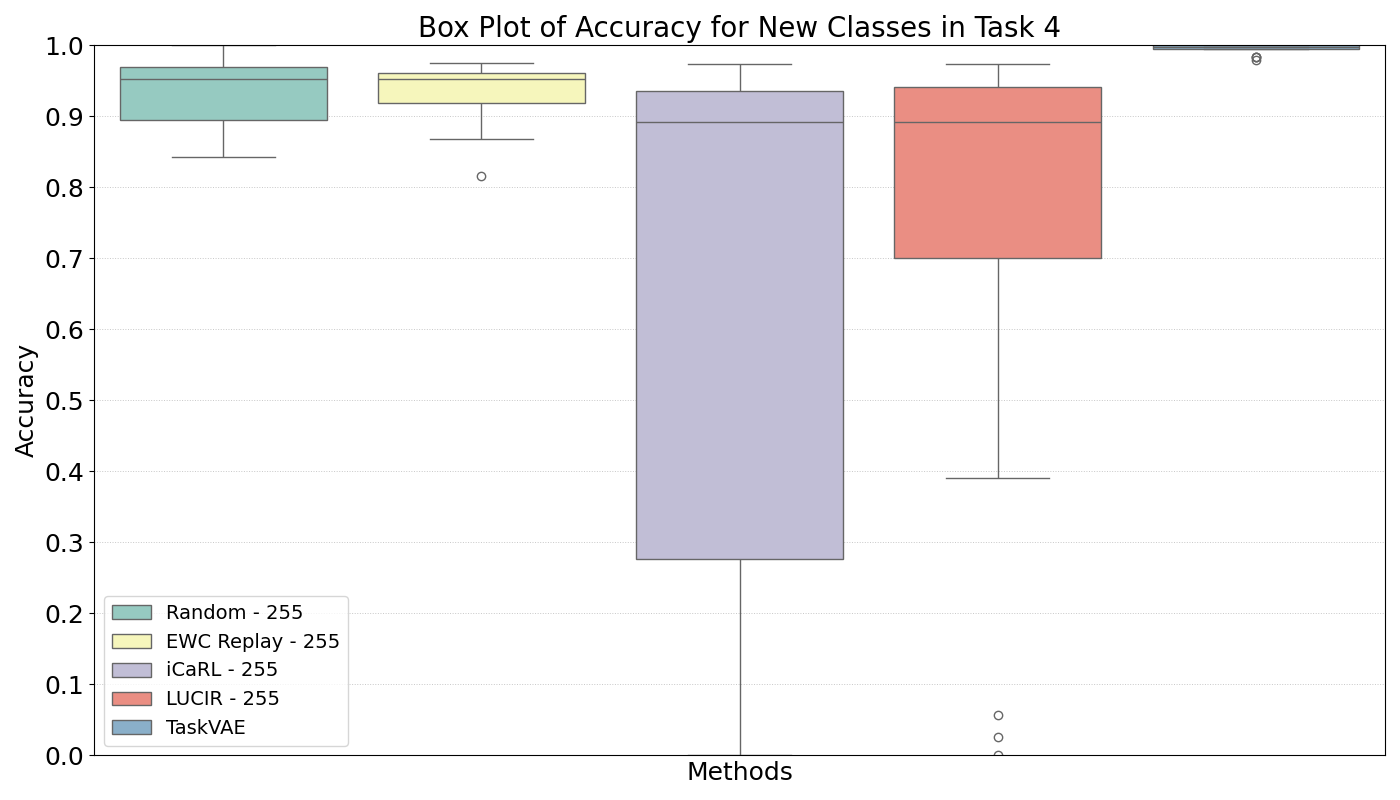 Box Plot of Accuracy for New Classes in Task 4
1.0
0.9
0.8
0.7
0.6
0.5
0.4
0.3
0.2
0.1
0.0
Accuracy
Random - 255
EWC Replay - 255
iCaRL - 255
LUCIR - 255
TaskVAE
Methods